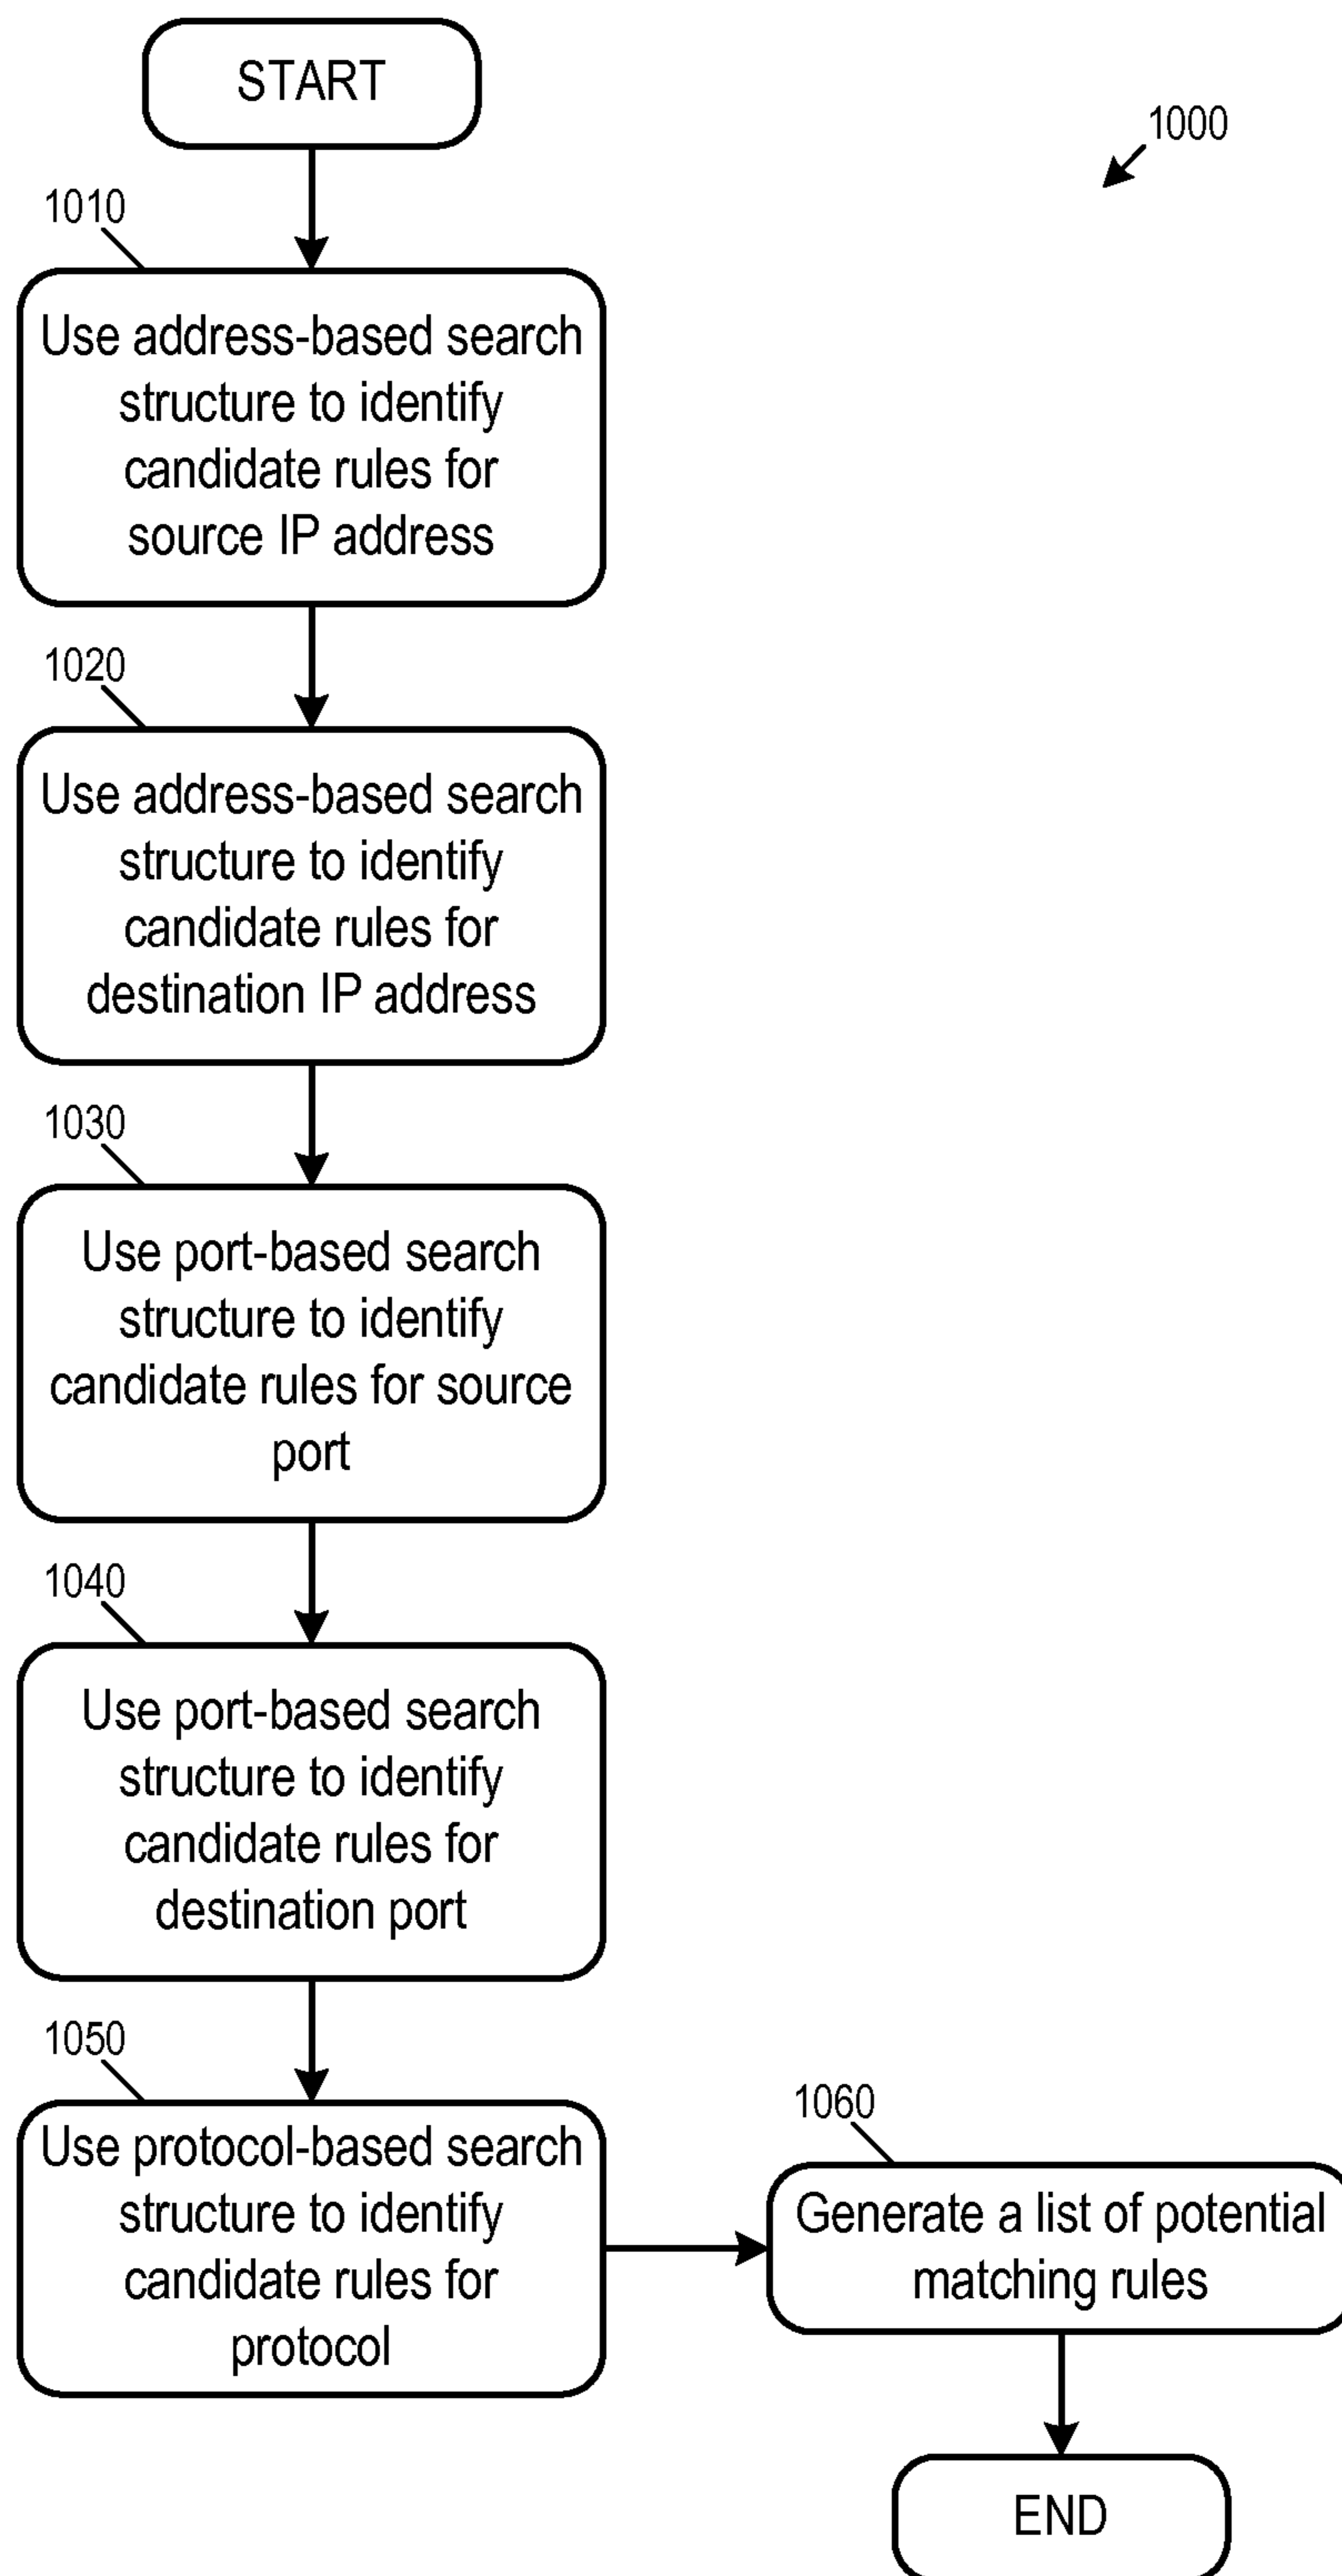 START
1000
1010
Use address-based search
structure to identify
candidate rules for
source IP address
1020
Use address-based search
structure to identify
candidate rules for
destination IP address
1030
Use port-based search
structure to identify
candidate rules for source
port
1040
Use port-based search
structure to identify
candidate rules for
destination port
1050
Use protocol-based search
structure to identify
candidate rules for
protocol
1060
Generate a list of potential
matching rules
END